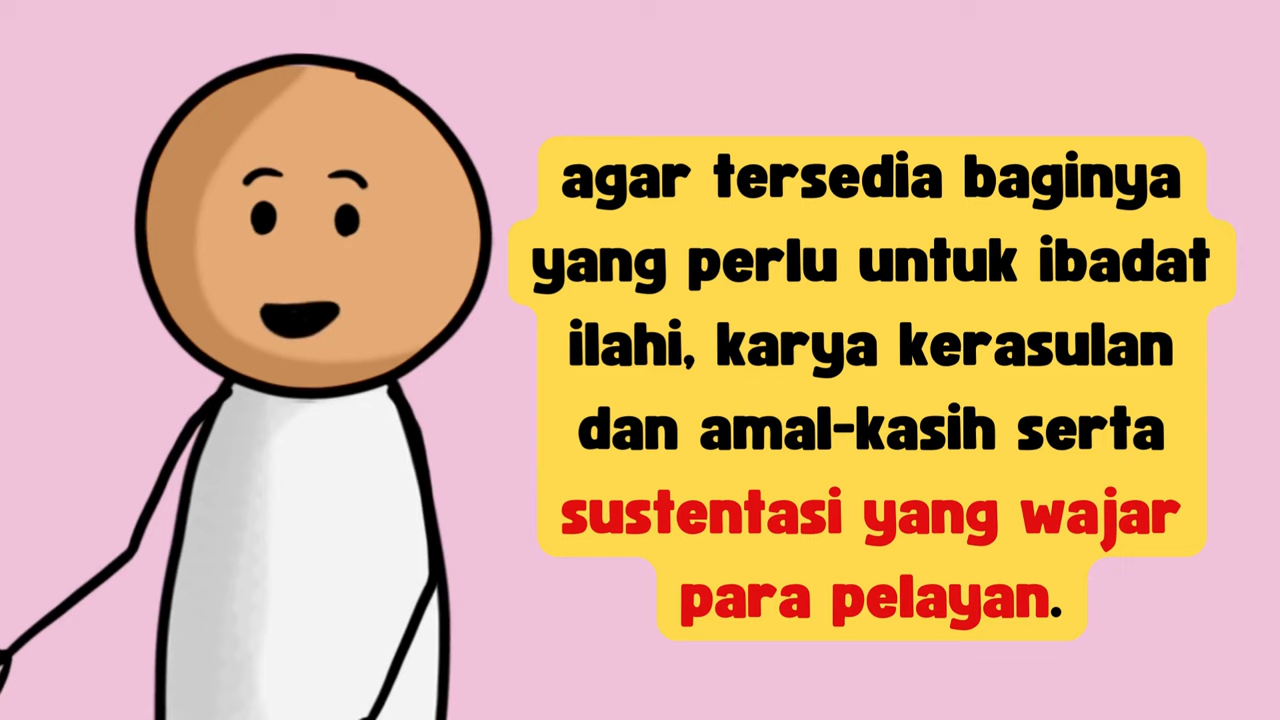 agar tersedia baginya
yang perlu untuk ibadat
ilahi, karya kerasulan
dan amal-kasih serta
sustentasi yang wajar
para pelayan.